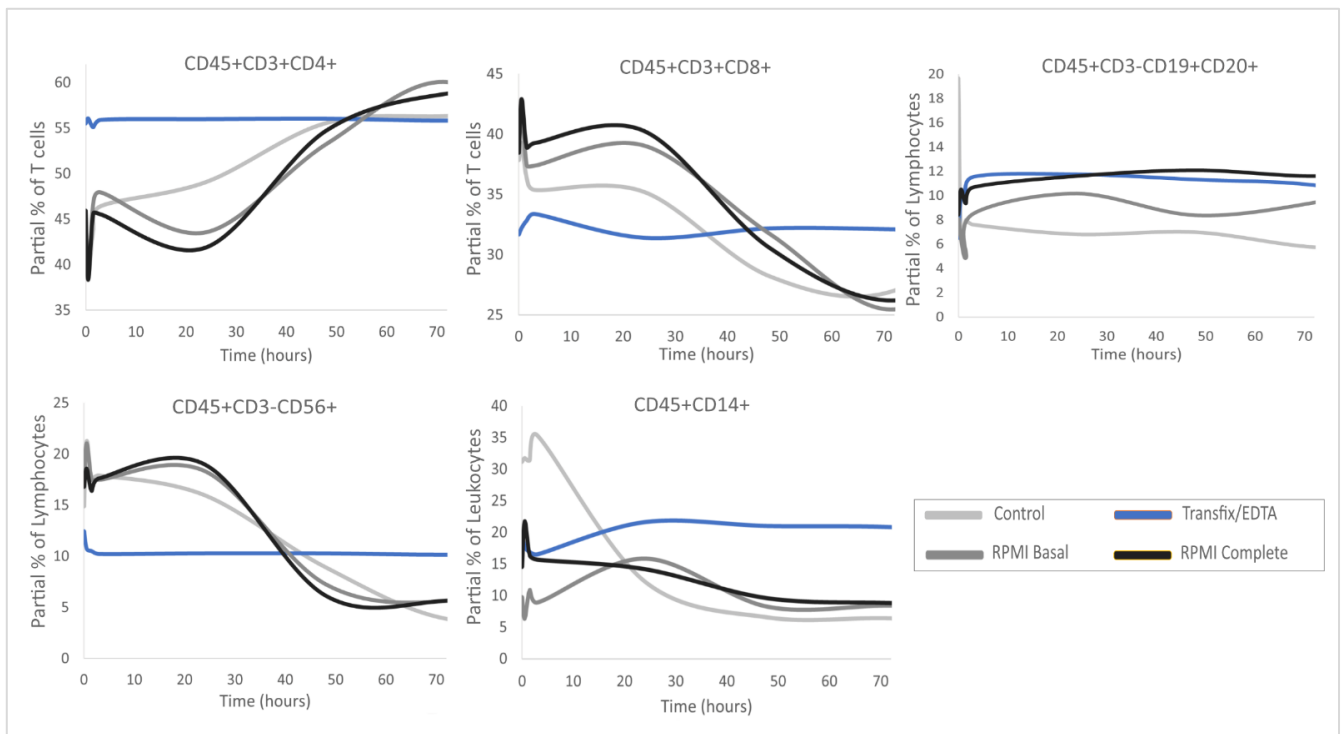 CD45+CD3+CD4+
Partial % of T cells
60
55
50
45
40
35
0 10 20 30 40 50 60 70
Time (hours)
CD45+CD3+CD8+
Partial % of T cells
45
40
35
30
25
0 10 20 30 40 50 60 70
Time (hours)
CD45+CD3-CD19+CD20+
Partial % of Lymphocytes
20
18
16
14
12
10
8
6
4
2
0
0 10 20 30 40 50 60 70
Time (hours)
CD45+CD3-CD56+
Partial % of Lymphocytes
25
20
15
10
5
0
0 10 20 30 40 50 60 70
Time (hours)
CD45+CD14+
Partial % of Leukocytes
40
35
30
25
20
15
10
5
0
0 10 20 30 40 50 60 70
Time (hours)
Control Transfix/EDTA
RPMI Basal RPMI Complete